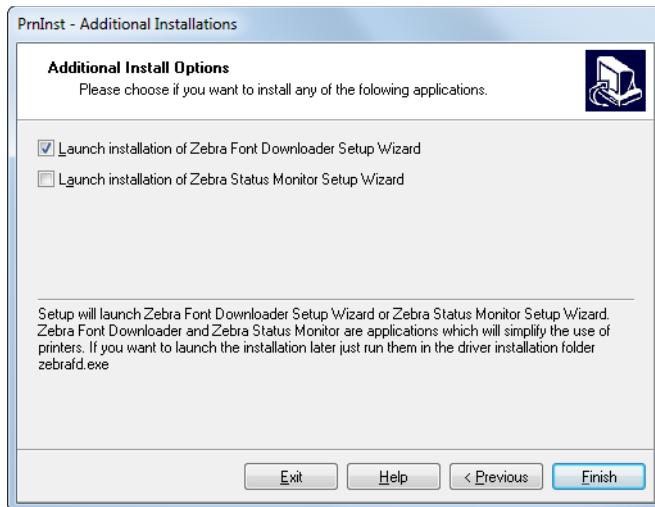 PrnInst - Additional Installations
Additional Install Options
Please choose if you want to install any of the folowing applications.
Launch installation of Zebra Font Downloader Setup Wizard
Launch installation of Zebra Status Monitor Setup Wizard
Setup will launch Zebra Font Downloader Setup Wizard or Zebra Status Monitor Setup Wizard.
Zebra Font Downloader and Zebra Status Monitor are applications which will simplify the use of
printers. If you want to launch the installation later just run them in the driver installation folder
zebrafd.exe
Exit Help < Previous Finish